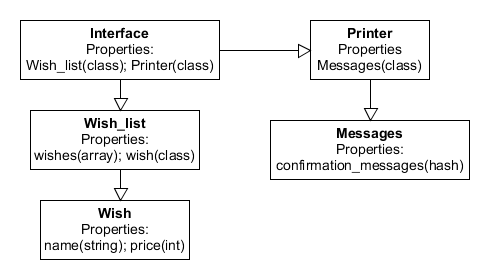 Interface
Properties:
Wish_list(class); Printer(class)
Printer
Properties
Messages(class)
Wish_list
Properties:
wishes(array); wish(class)
Messages
Properties:
confirmation_messages(hash)
Wish
Properties:
name(string); price(int)